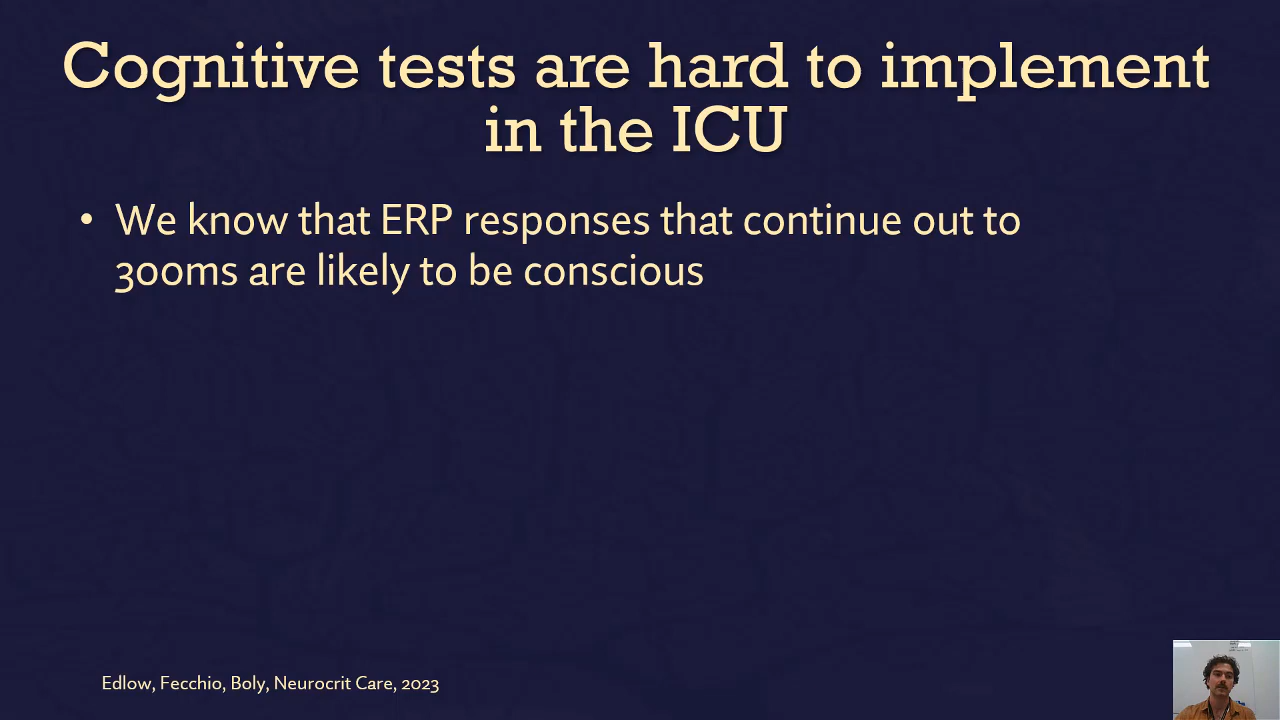 Cognitive tests are hard to implement
in the ICU
• We know that ERP responses that continue out to
300ms are likely to be conscious
Edlow, Fecchio, Boly, Neurocrit Care, 2023